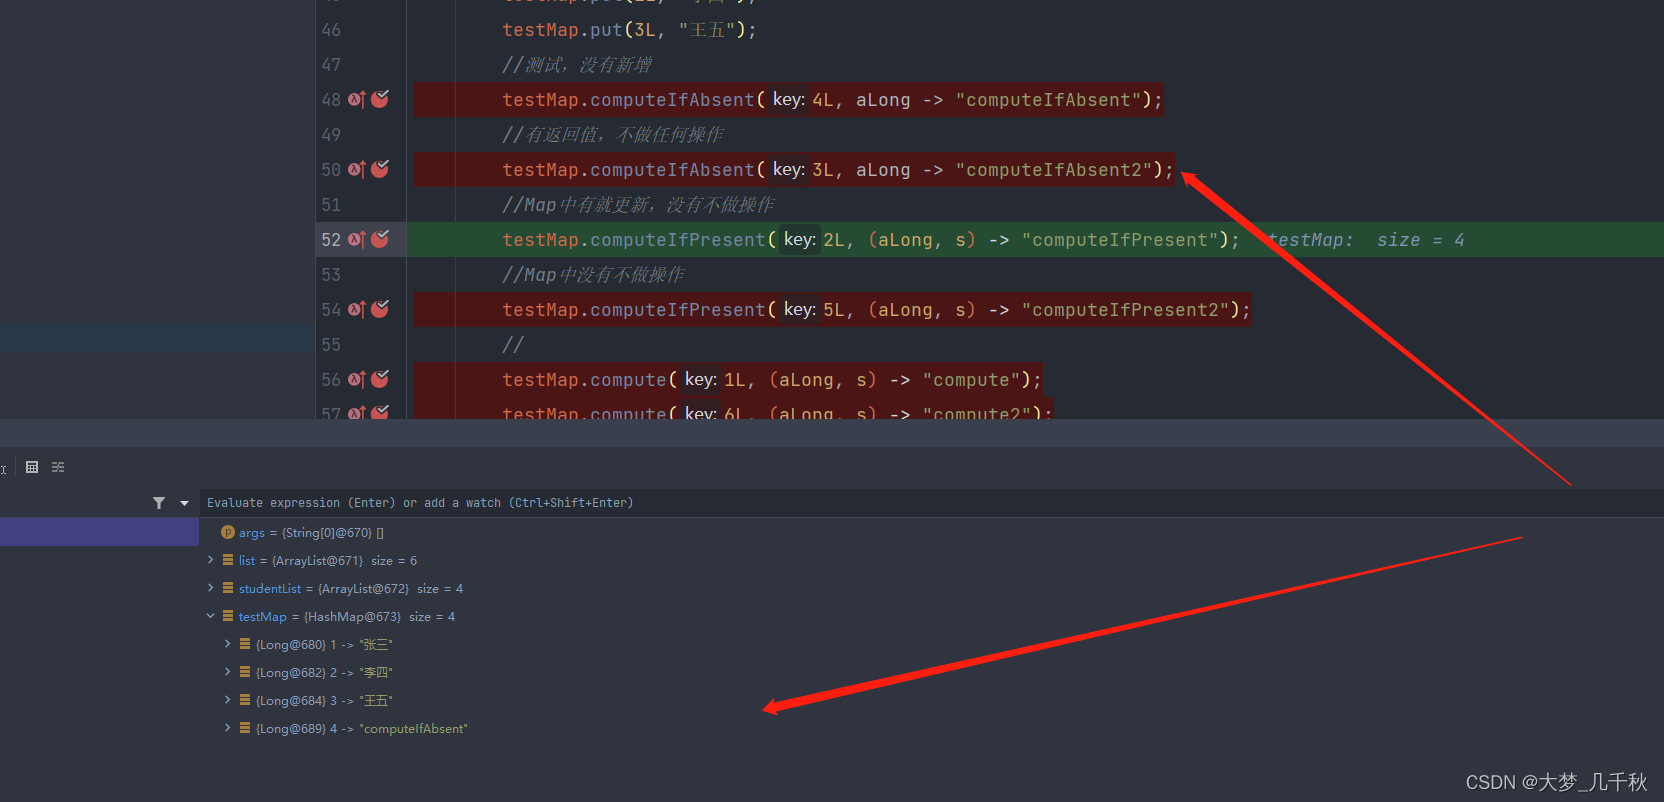 46 testMap.put(3L, "王五");
47 //测试，没有新增
48 testMap.computeIfAbsent( key: 4L, aLong -> "computeIfAbsent");
49 //有返回值，不做任何操作
50 testMap.computeIfAbsent( key: 3L, aLong -> "computeIfAbsent2");
51 //Map中有就更新，没有不做操作
52 testMap.computeIfPresent( key: 2L, (aLong, s) -> "computeIfPresent"); testMap: size = 4
53 //Map中没有不做操作
54 testMap.computeIfPresent( key: 5L, (aLong, s) -> "computeIfPresent2");
55 //
56 testMap.compute( key: 1L, (aLong, s) -> "compute");
57 testMap.compute( key: 6L, (aLong, s) -> "compute2");
Evaluate expression (Enter) or add a watch (Ctrl+Shift+Enter)
args = {String[0]@670} []
list = {ArrayList@671} size = 6
studentList = {ArrayList@672} size = 4
testMap = {HashMap@673} size = 4
{Long@680} 1 -> "张三"
{Long@682} 2 -> "李四"
{Long@684} 3 -> "王五"
{Long@689} 4 -> "computeIfAbsent"
CSDN @大梦_几千秋